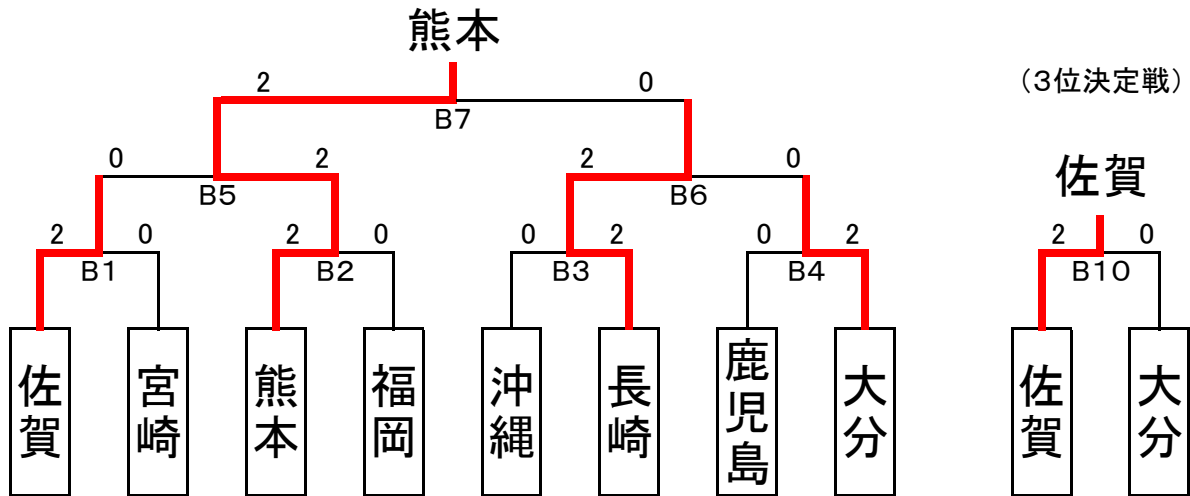 熊本
(3位決定戦)
2 0
B7
0 2 2 0
佐賀
B5 B6
2 0 2 0 0 2 0 2 2 0
B1 B2 B3 B4 B10
佐賀 宮崎 熊本 福岡 沖縄 長崎 鹿児島 大分 佐賀 大分